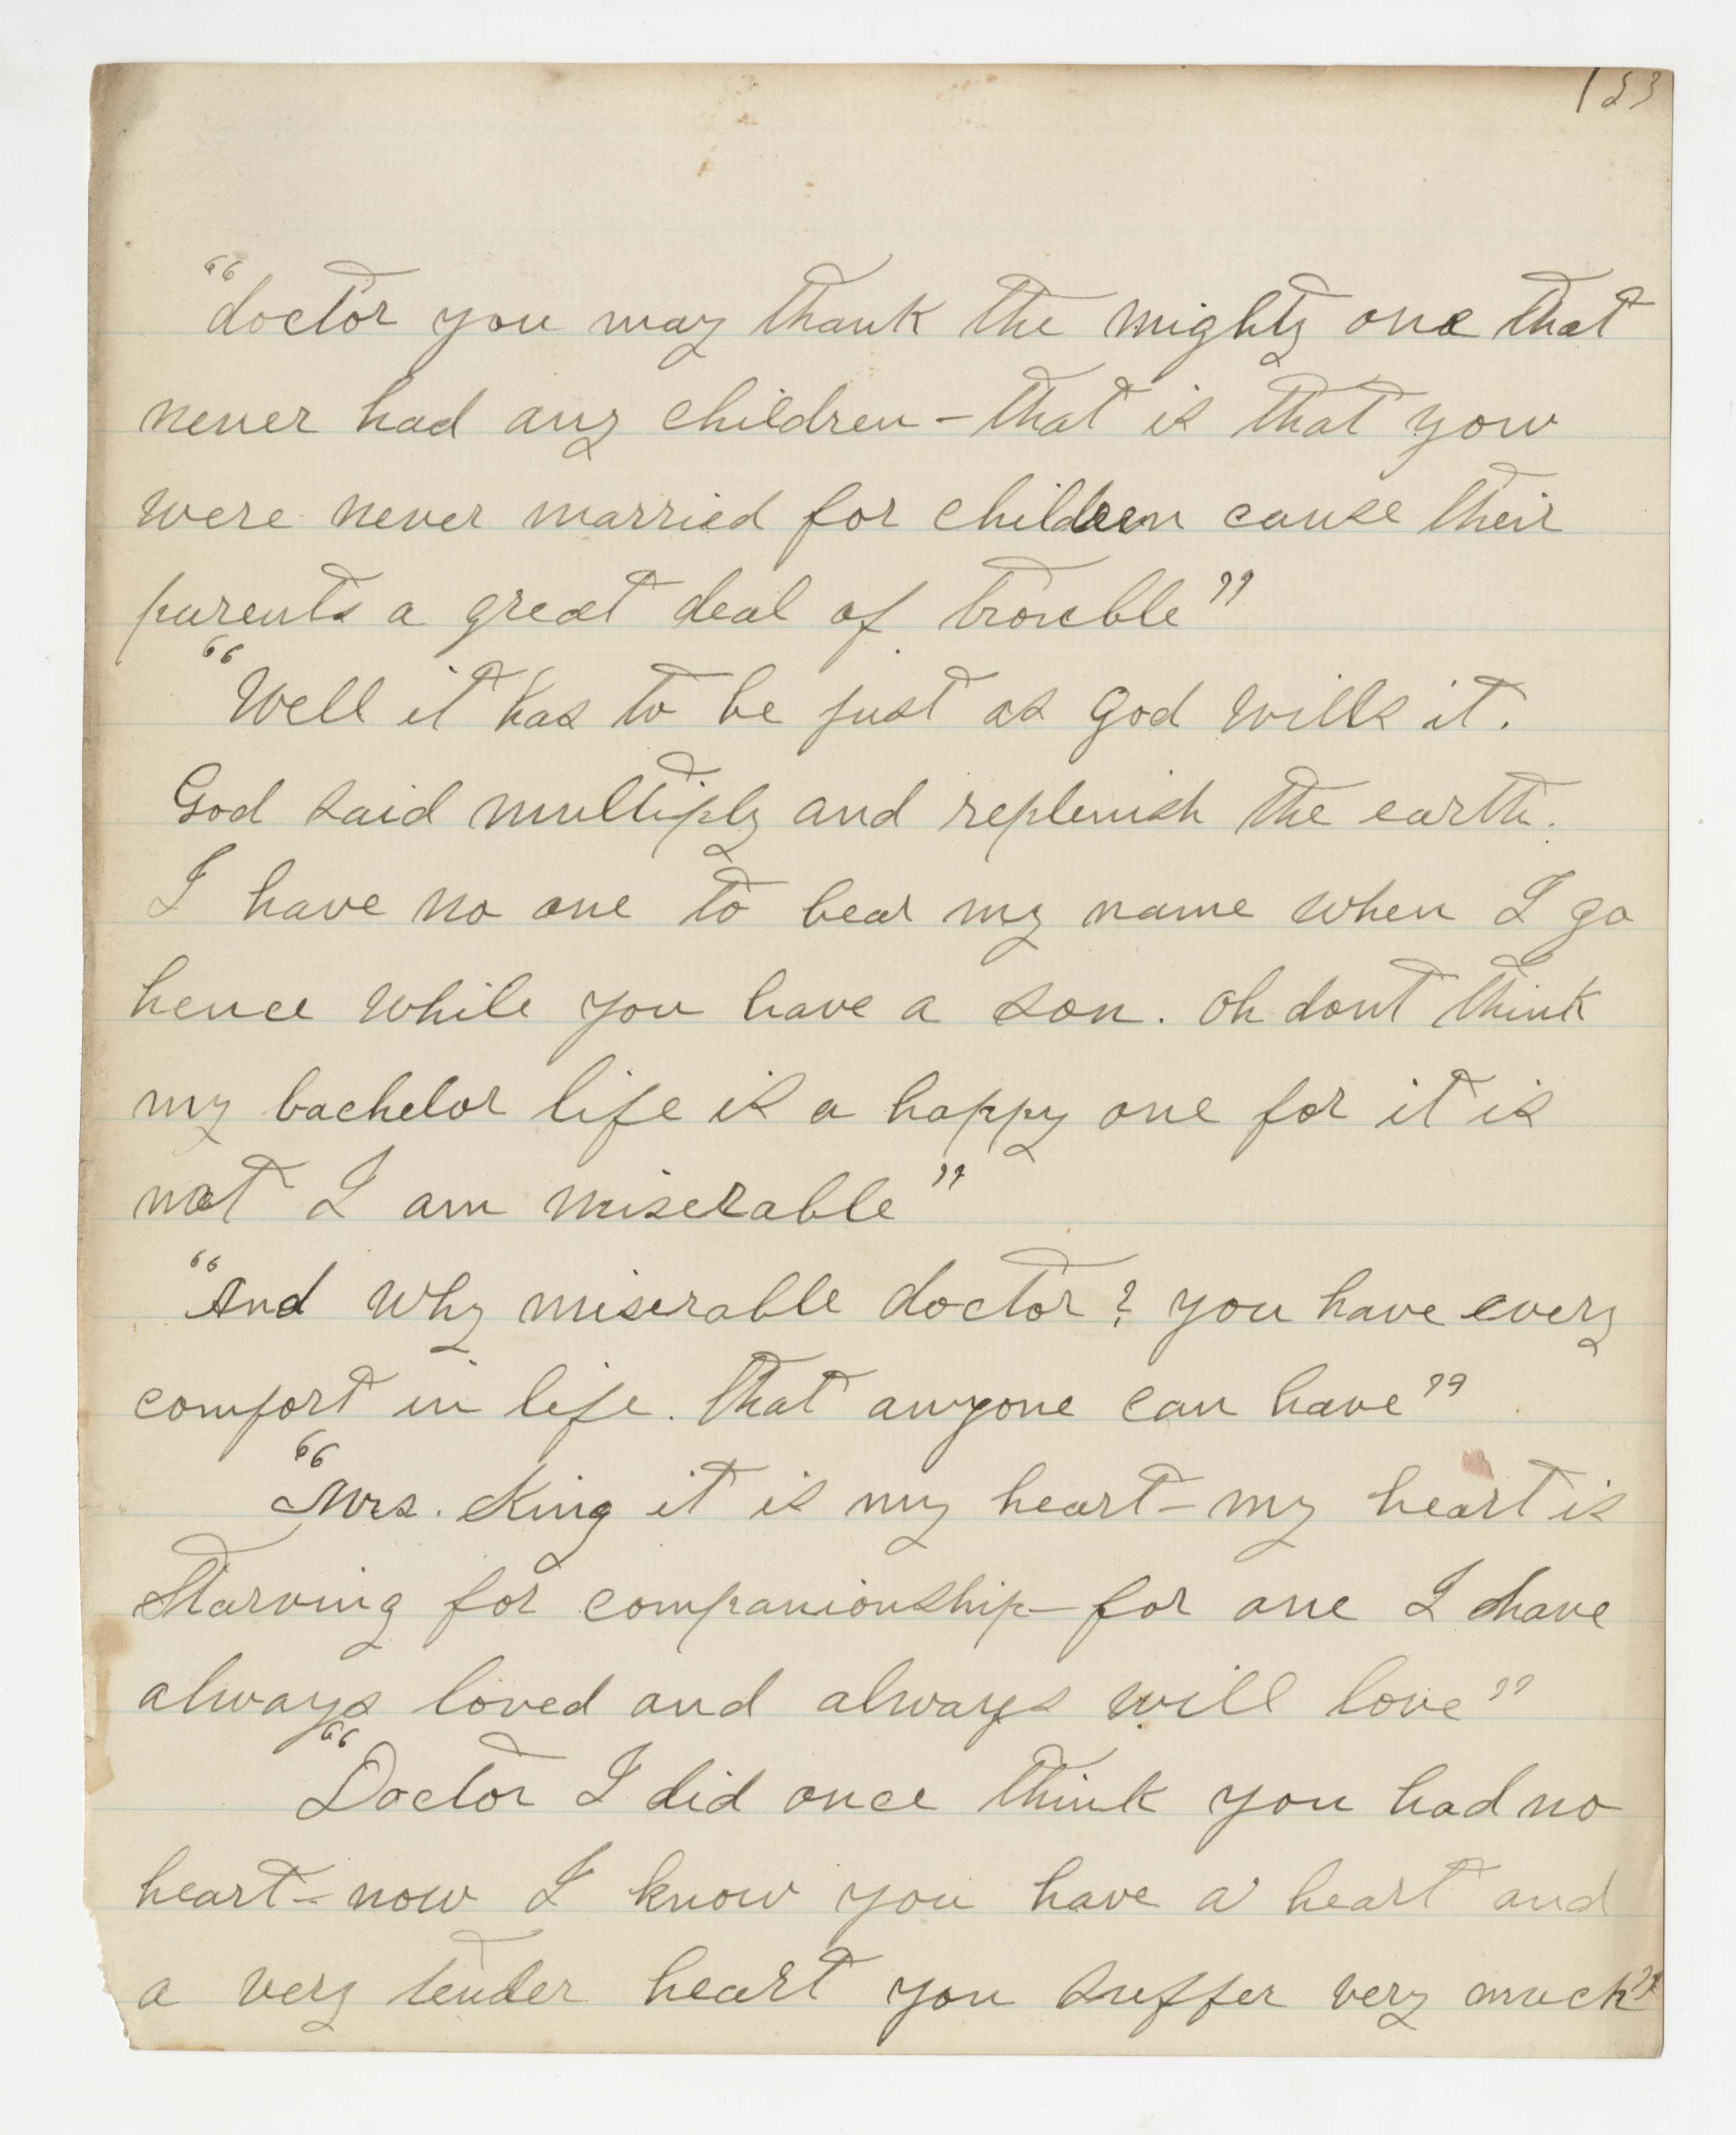 153
"doctor you may thank the mighty one that
never had any children - that is that you
were never married for children cause their
parents a great deal of trouble"
"Well it has to be just as God wills it.
God said multiply and replenish the earth.
I have no one to bear my name when I go
hence while you have a son. Oh dont think
my bachelor life is a happy one for it is
not I am miserable"
"And why miserable doctor? you have every
comfort in life. that anyone can have"
"Mrs. King it is my heart - my heart is
starving for companionship - for one I have
always loved and always will love"
"Doctor I did once think you had no
heart - now I know you have a heart and
a very tender heart you suffer very much"